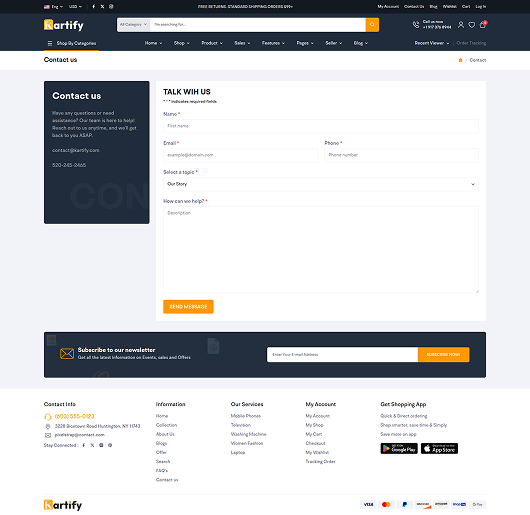 Eng USD FREE RETURNS. STANDARD SHIPPING ORDERS $99+ My Account Contact Us Blog Wishlist Cart Log In
Kartify All Category I'm searching for... Call us now
+1 917 376 8944 0
Shop By Categories Home Shop Product Sales Features Pages Seller Blog Recent Viewer Order Tracking
Contact us / Contact
Contact us
Have any questions or need
assistance? Our team is here to help!
Reach out to us anytime, and we'll get
back to you ASAP.
contact@kartify.com
520-245-2465
CON
TALK WIH US
" * " indicates required fields
Name *
First name
Email * Phone *
example@domain.com Phone number
Select a topic *
Our Story
How can we help? *
Description
SEND MESSAGE
Subscribe to our newsletter
Get all the latest information on Events, sales and Offers
Enter Your E-mail Address SUBSCRIBE NOW!
Contact Info
(603) 555-0123
3228 Bicetown Road Huntington, NY 11743
pixelstrap@contact.com
Stay Connected :
Information
Home
Collection
About Us
Blogs
Offer
Search
FAQ's
Contact us
Our Services
Mobile Phones
Television
Washing Machine
Women Fashion
Laptop
My Account
My Account
My Shop
My Cart
Checkout
My Wishlist
Tracking Order
Get Shopping App
Quick & Direct ordering
Shop smarter, save time & Simply
Save more on app
Google Play
App Store
Kartify VISA PayPal DISCOVER amazon G Pay